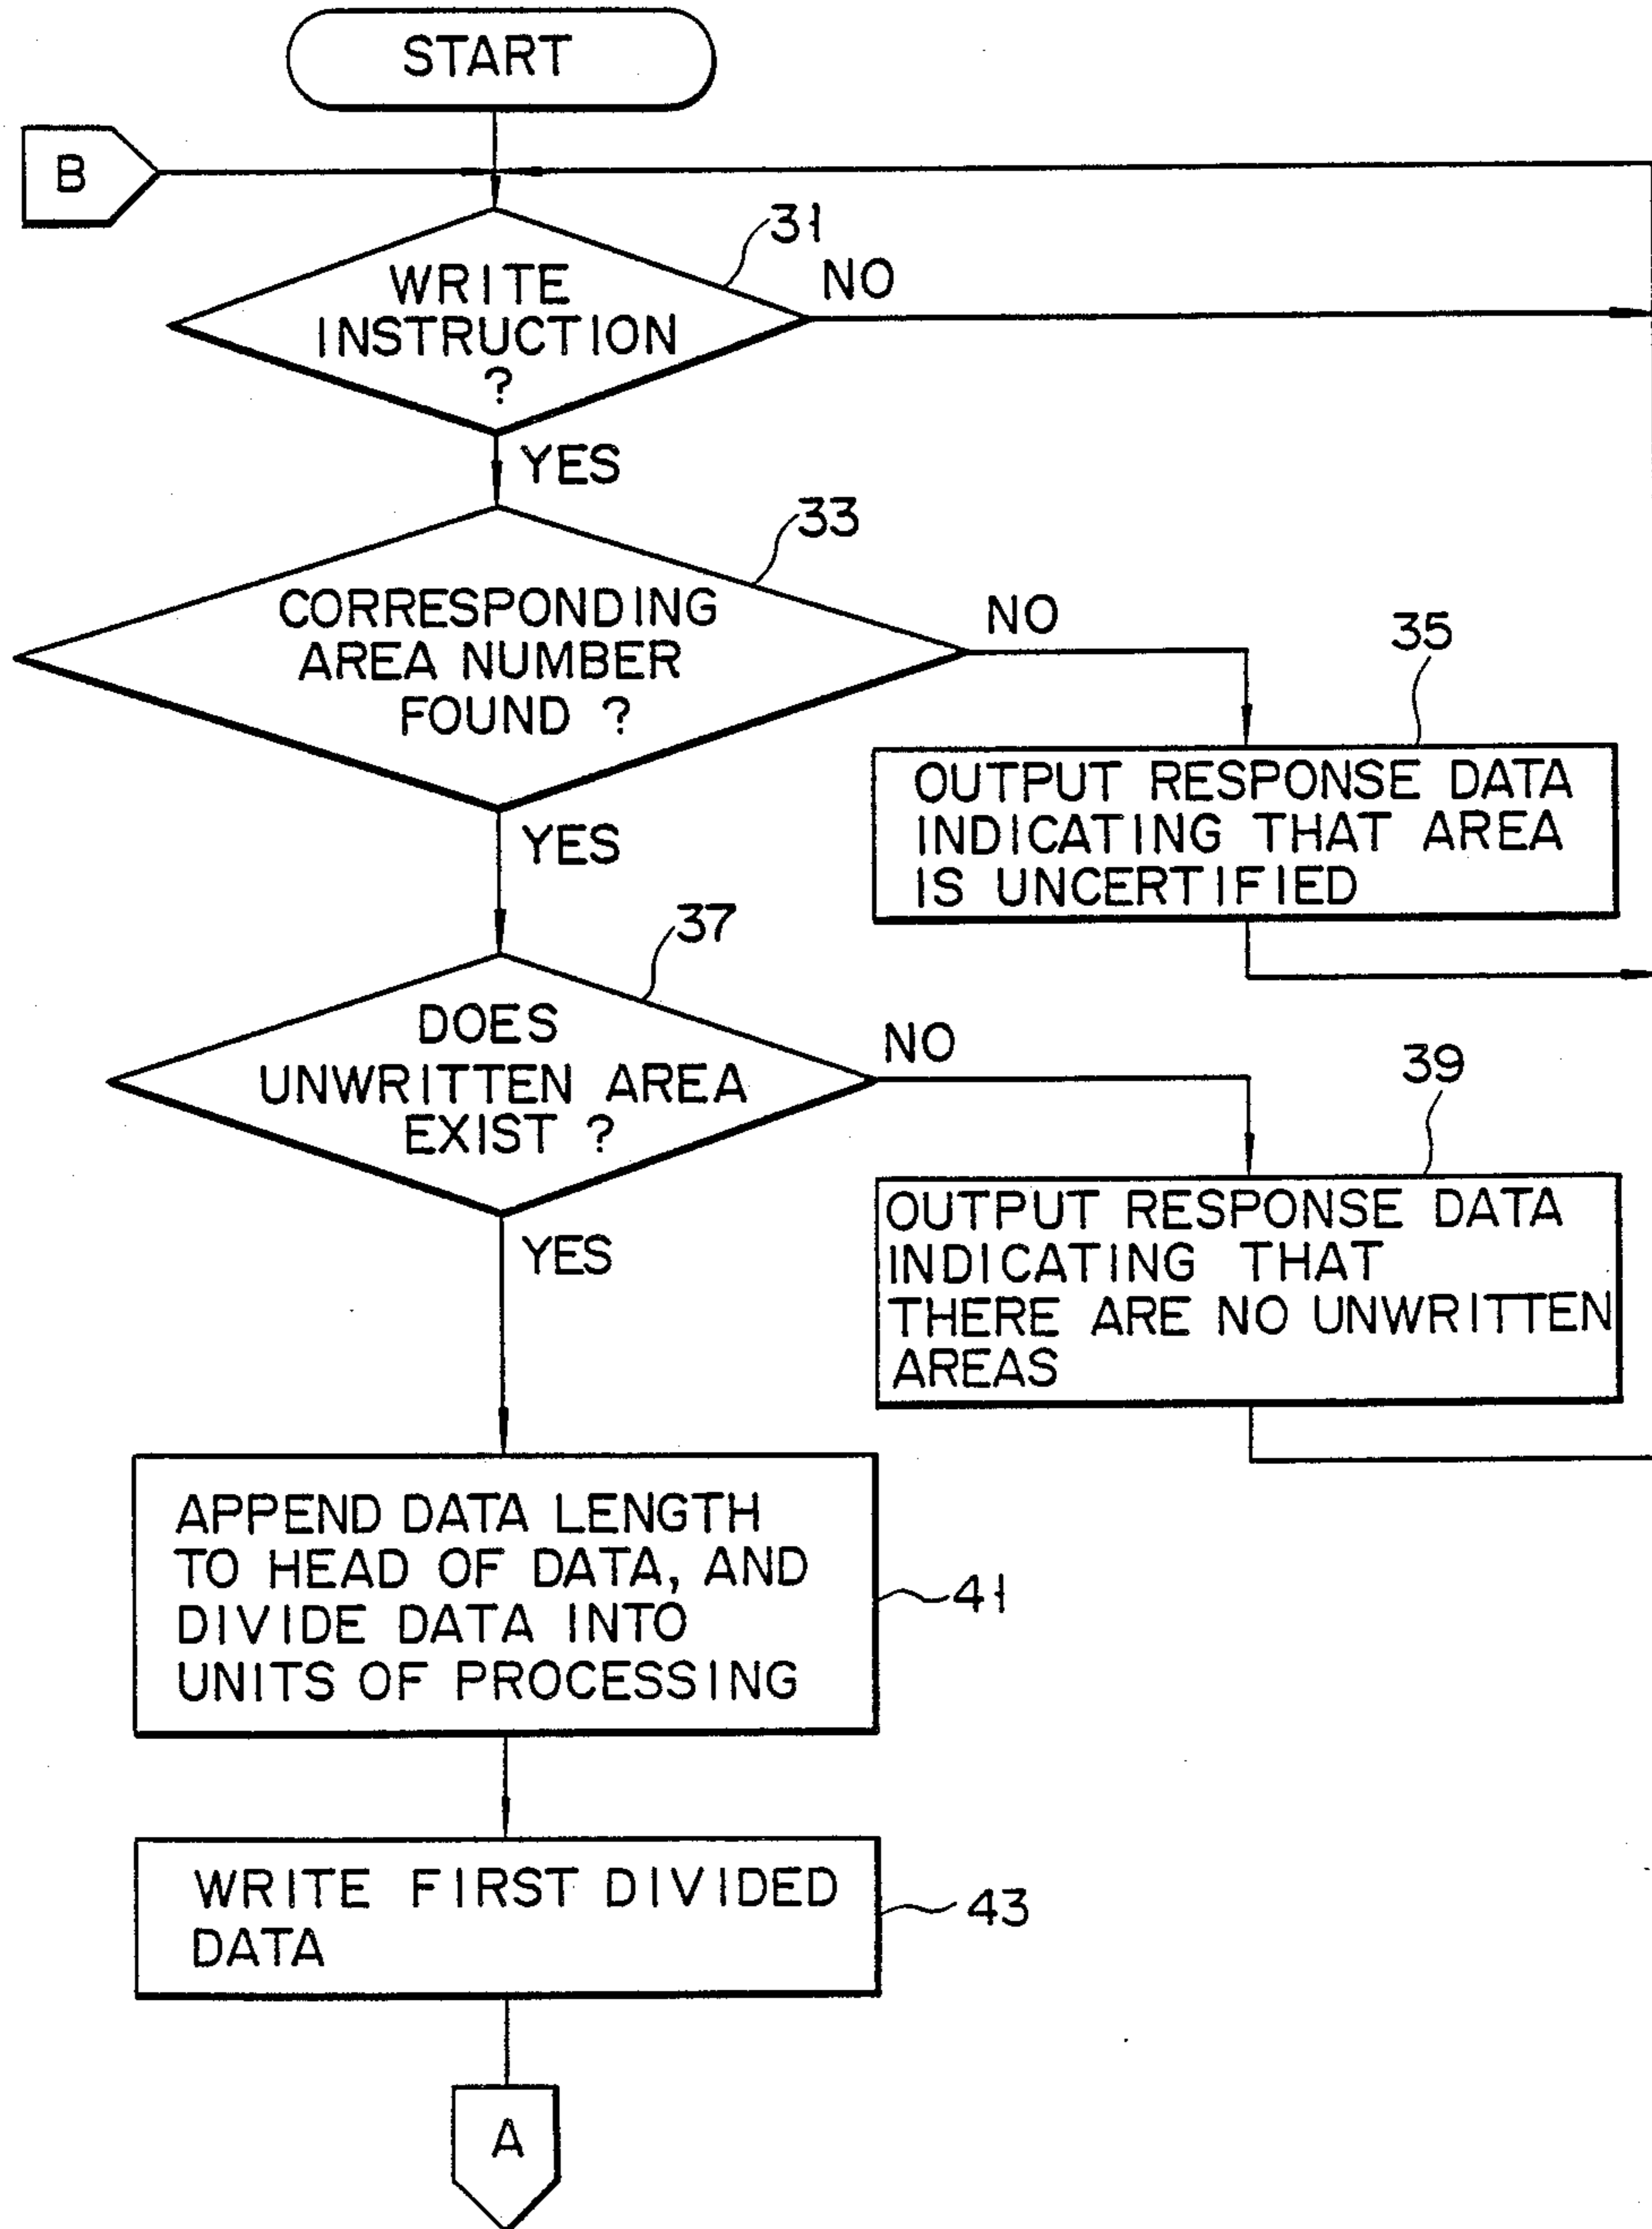 START
B
31
WRITE
INSTRUCTION
?
NO
YES
33
CORRESPONDING
AREA NUMBER
FOUND ?
NO
YES
35
OUTPUT RESPONSE DATA
INDICATING THAT AREA
IS UNCERTIFIED
37
DOES
UNWRITTEN AREA
EXIST ?
NO
YES
39
OUTPUT RESPONSE DATA
INDICATING THAT
THERE ARE NO UNWRITTEN
AREAS
APPEND DATA LENGTH
TO HEAD OF DATA, AND
DIVIDE DATA INTO
UNITS OF PROCESSING
41
WRITE FIRST DIVIDED
DATA
43
A